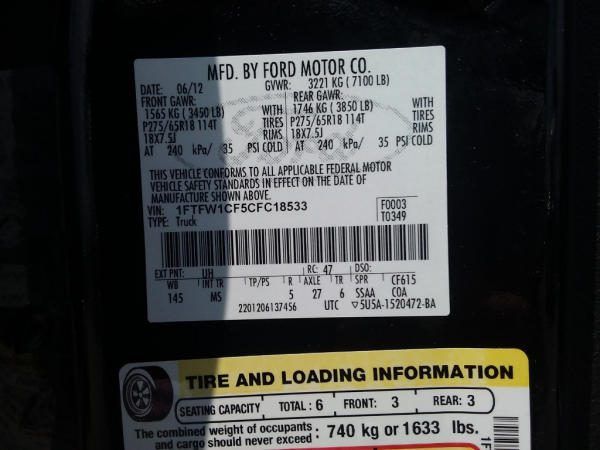 MFD. BY FORD MOTOR CO.
DATE: 06/12 GVWR: 3221 KG ( 7100 LB)
FRONT GAWR: REAR GAWR:
1565 KG ( 3450 LB) WITH 1746 KG ( 3850 LB) WITH
P275/65R18 114T TIRES P275/65R18 114T TIRES
18X7.5J RIMS 18X7.5J RIMS
AT 240 kPa/ 35 PSI COLD AT 240 kPa/ 35 PSI COLD
THIS VEHICLE CONFORMS TO ALL APPLICABLE FEDERAL MOTOR
VEHICLE SAFETY STANDARDS IN EFFECT ON THE DATE OF
MANUFACTURE SHOWN ABOVE.
VIN: 1FTFW1CF5CFC18533 F0003
TYPE: Truck T0349
EXT PNT: UH RC: 47 DSO:
WB INT TR TP/PS R AXLE TR SPR CF615
145 MS 5 27 6 SSAA COA
2201206137456 UTC ▽ 5U5A-1520472-BA
TIRE AND LOADING INFORMATION
SEATING CAPACITY TOTAL: 6 FRONT: 3 REAR: 3
The combined weight of occupants
and cargo should never exceed : 740 kg or 1633 lbs.